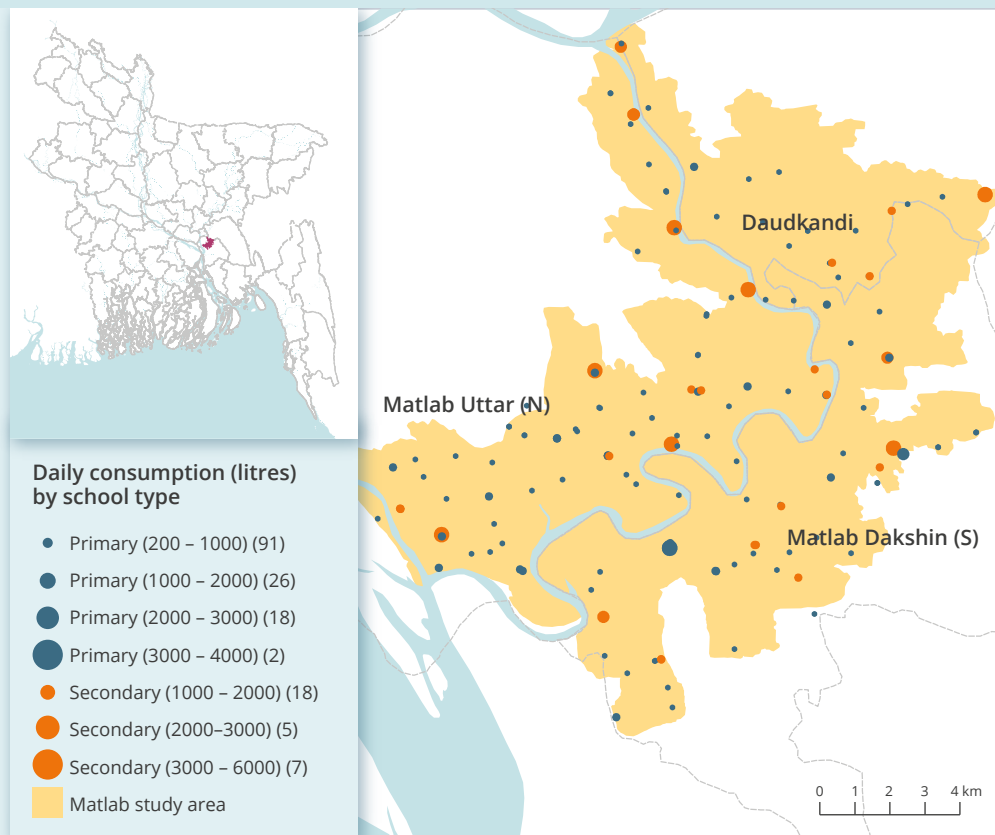 Daudkandi
Matlab Uttar (N)
Matlab Dakshin (S)
Daily consumption (litres)
by school type
Primary (200 – 1000) (91)
Primary (1000 – 2000) (26)
Primary (2000 – 3000) (18)
Primary (3000 – 4000) (2)
Secondary (1000 – 2000) (18)
Secondary (2000–3000) (5)
Secondary (3000 – 6000) (7)
Matlab study area
0 1 2 3 4 km